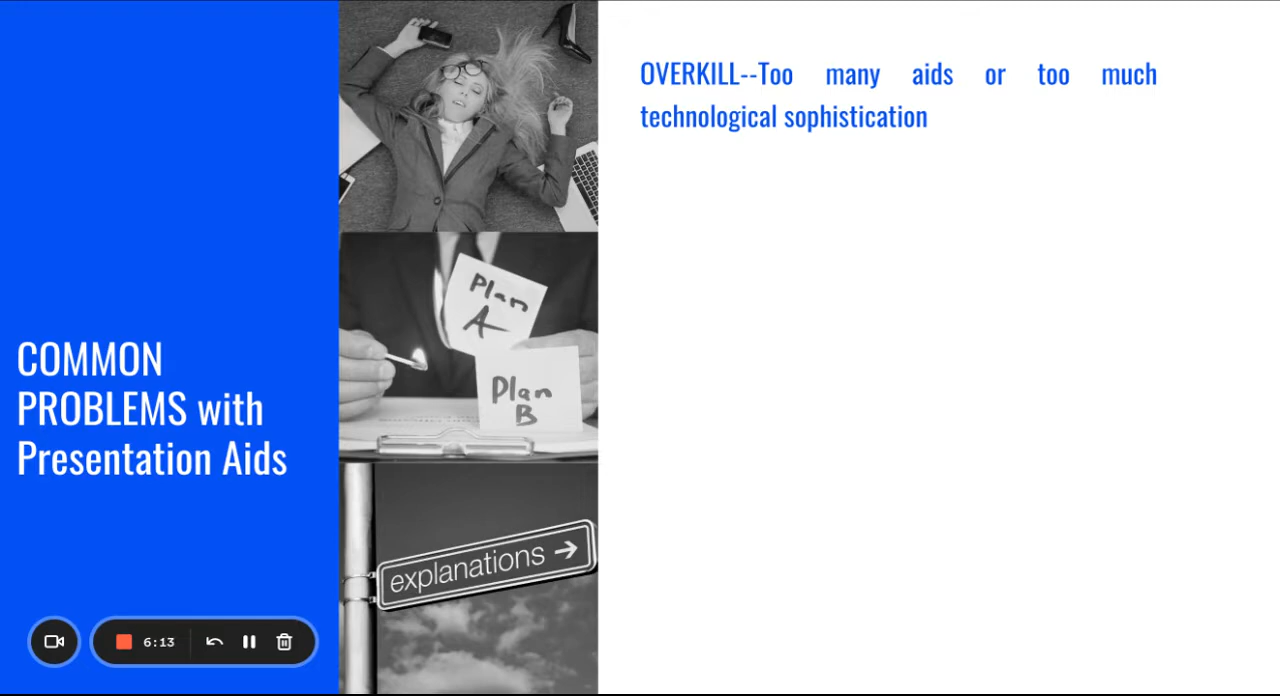 COMMON
PROBLEMS with
Presentation Aids
Plan
A
Plan
B
explanations →
OVERKILL--Too many aids or too much
technological sophistication
6:13